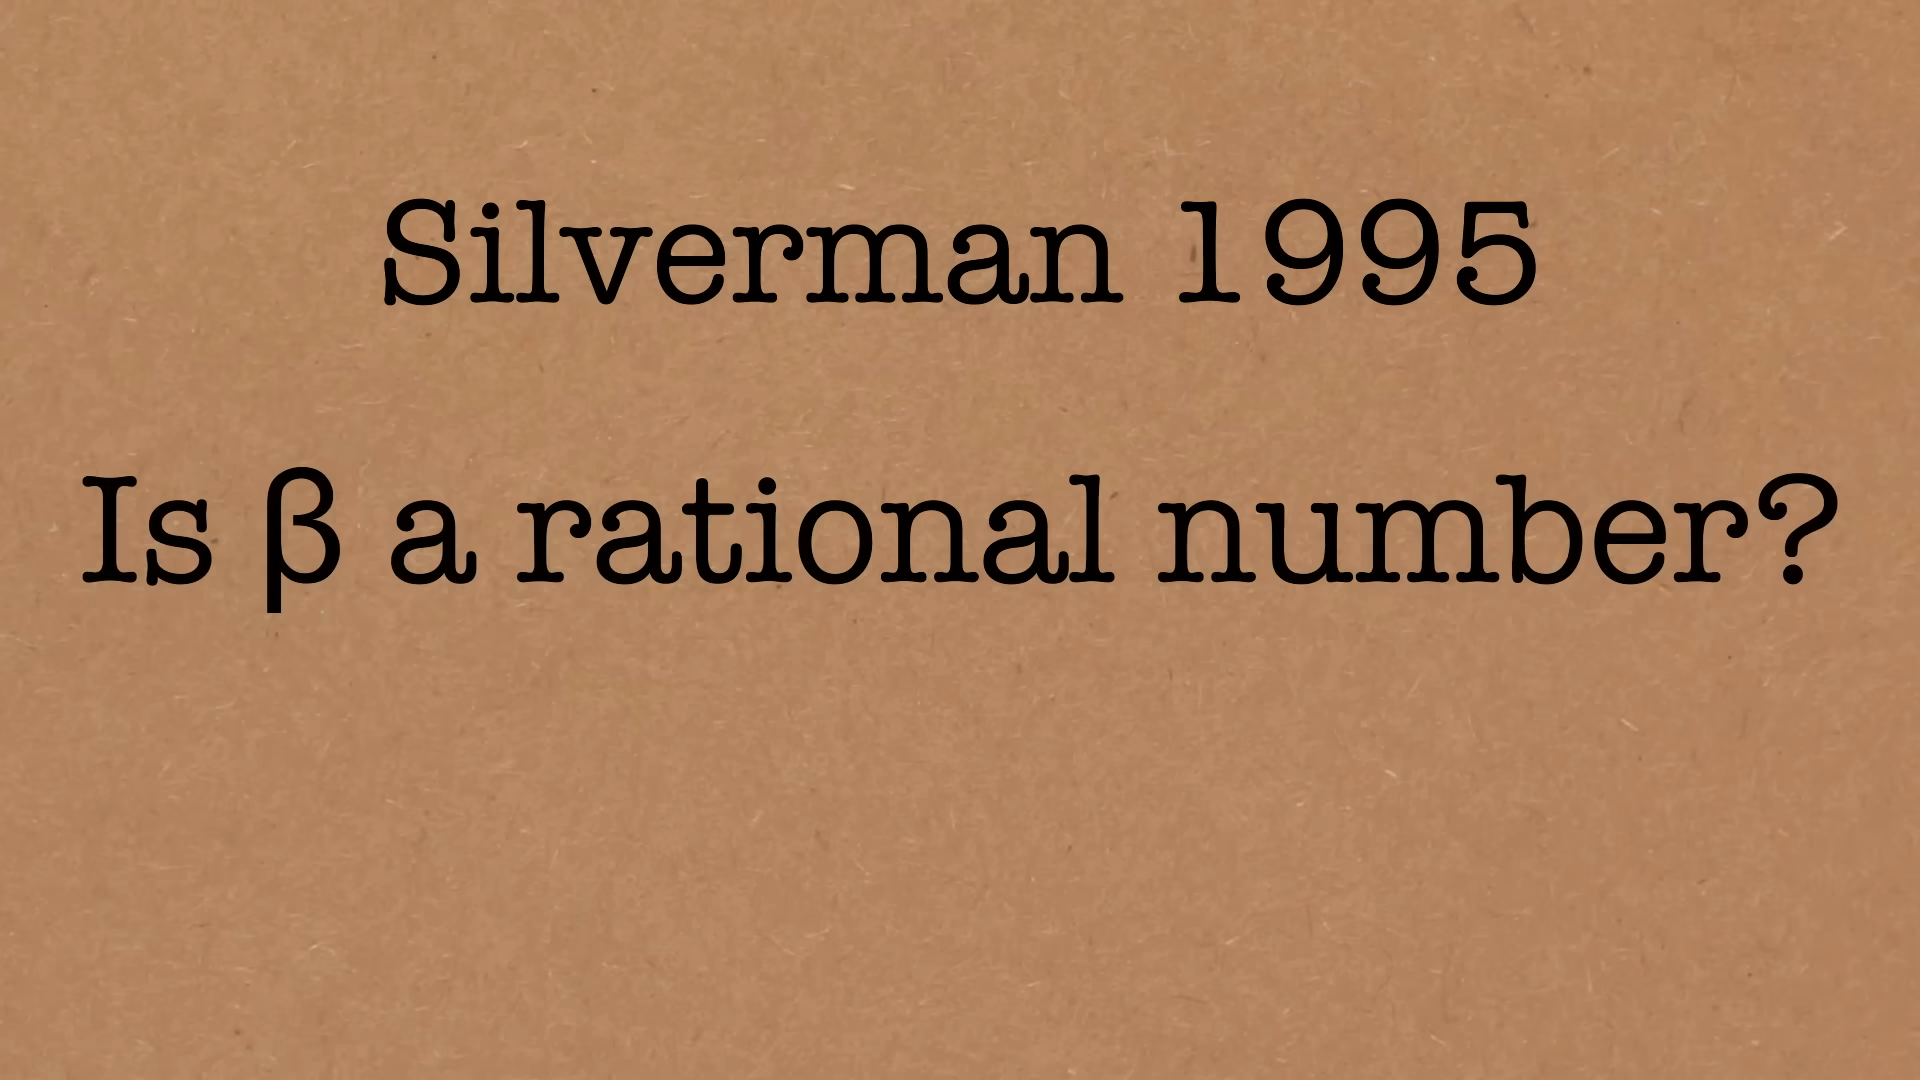 Silverman 1995
Is β a rational number?